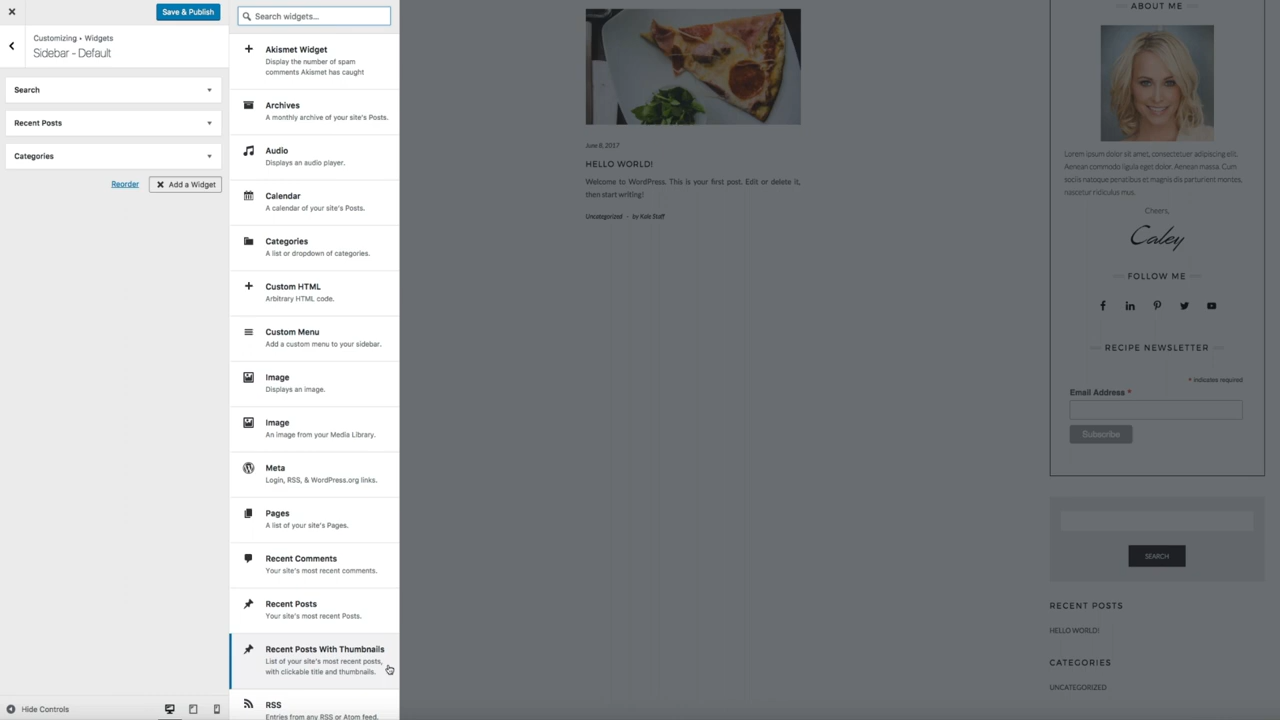 Save & Publish
Customizing • Widgets
Sidebar - Default
Search
Recent Posts
Categories
Reorder
Add a Widget
Hide Controls
Search widgets...
Akismet Widget
Display the number of spam
comments Akismet has caught
Archives
A monthly archive of your site's Posts.
Audio
Displays an audio player.
Calendar
A calendar of your site's Posts.
Categories
A list or dropdown of categories.
Custom HTML
Arbitrary HTML code.
Custom Menu
Add a custom menu to your sidebar.
Image
Displays an image.
Image
An image from your Media Library.
Meta
Login, RSS, & WordPress.org links.
Pages
A list of your site's Pages.
Recent Comments
Your site's most recent comments.
Recent Posts
Your site's most recent Posts.
Recent Posts With Thumbnails
List of your site's most recent posts,
with clickable title and thumbnails.
RSS
Entries from any RSS or Atom feed.
June 6, 2017
HELLO WORLD!
Welcome to WordPress. This is your first post. Edit or delete it,
then start writing!
Uncategorized - by Kale Staff
ABOUT ME
Lorem ipsum dolor sit amet, consectetuer adipiscing elit.
Aenean commodo ligula eget dolor. Aenean massa. Cum
sociis natoque penatibus et magnis dis parturient montes,
nascetur ridiculus mus.
Cheers,
Caley
FOLLOW ME
RECIPE NEWSLETTER
* indicates required
Email Address *
Subscribe
SEARCH
RECENT POSTS
HELLO WORLD!
CATEGORIES
UNCATEGORIZED